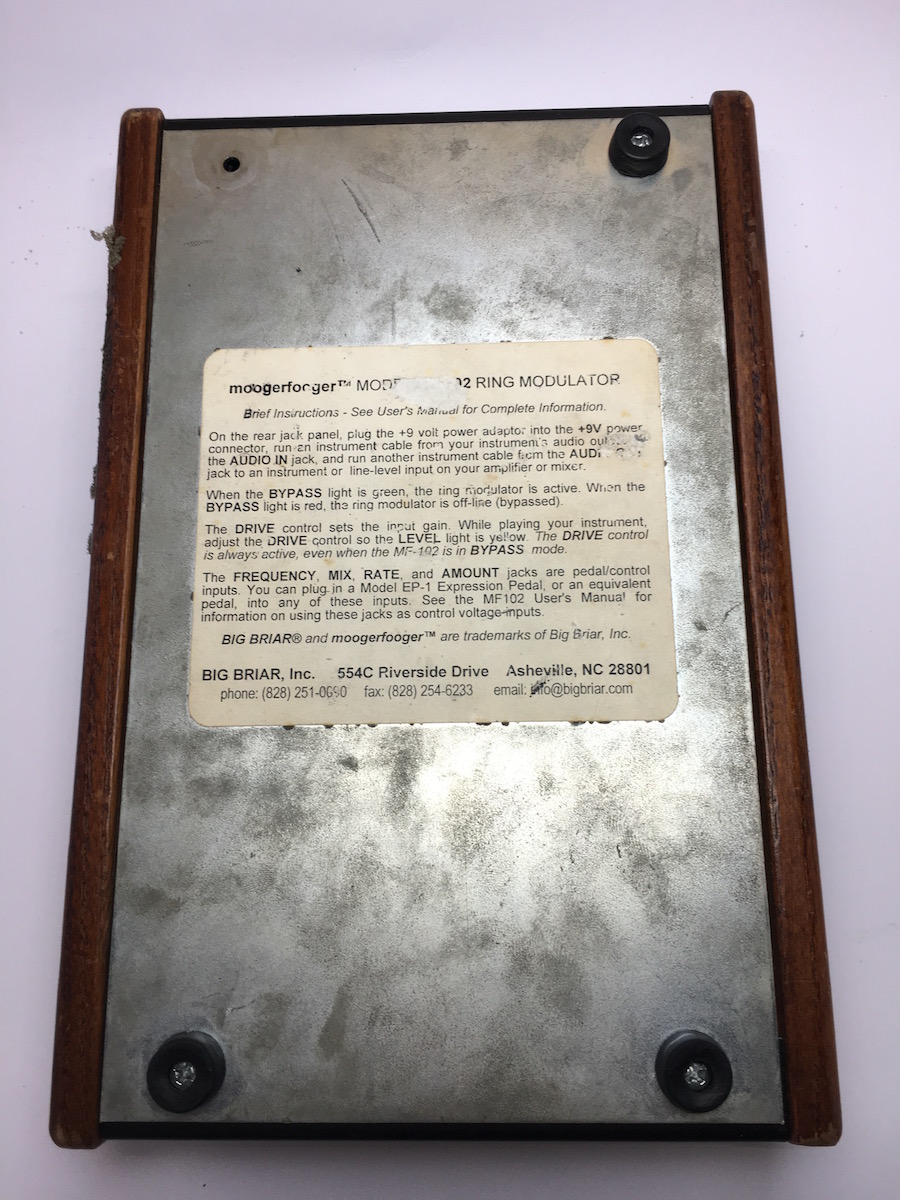 moogerfooger™ 102 RING MODULATOR
Brief Instructions - See User's Manual for Complete Information.
On the rear jack panel, plug the +9 volt power adaptor into the +9V power
connector, run an instrument cable from your instrument's audio
the AUDIO IN jack, and run another instrument cable from the
jack to an instrument or line-level input on your amplifier or mixer.
When the BYPASS light is green, the ring modulator is active. When the
BYPASS light is red, the ring modulator is off-line (bypassed).
The DRIVE control sets the input gain. While playing your instrument,
adjust the DRIVE control so the LEVEL light is yellow. The DRIVE control
is always active, even when the MF-102 is in BYPASS mode.
The FREQUENCY, MIX, RATE, and AMOUNT jacks are pedal/control
inputs. You can plug in a Model EP-1 Expression Pedal, or an equivalent
pedal, into any of these inputs. See the MF102 User's Manual for
information on using these jacks as control voltage inputs.
BIG BRIAR® and moogerfooger™ are trademarks of Big Briar, Inc.
BIG BRIAR, Inc. 554C Riverside Drive Asheville, NC 28801
phone: (828) fax: (828) 254-6233 email: info@bigbriar.com